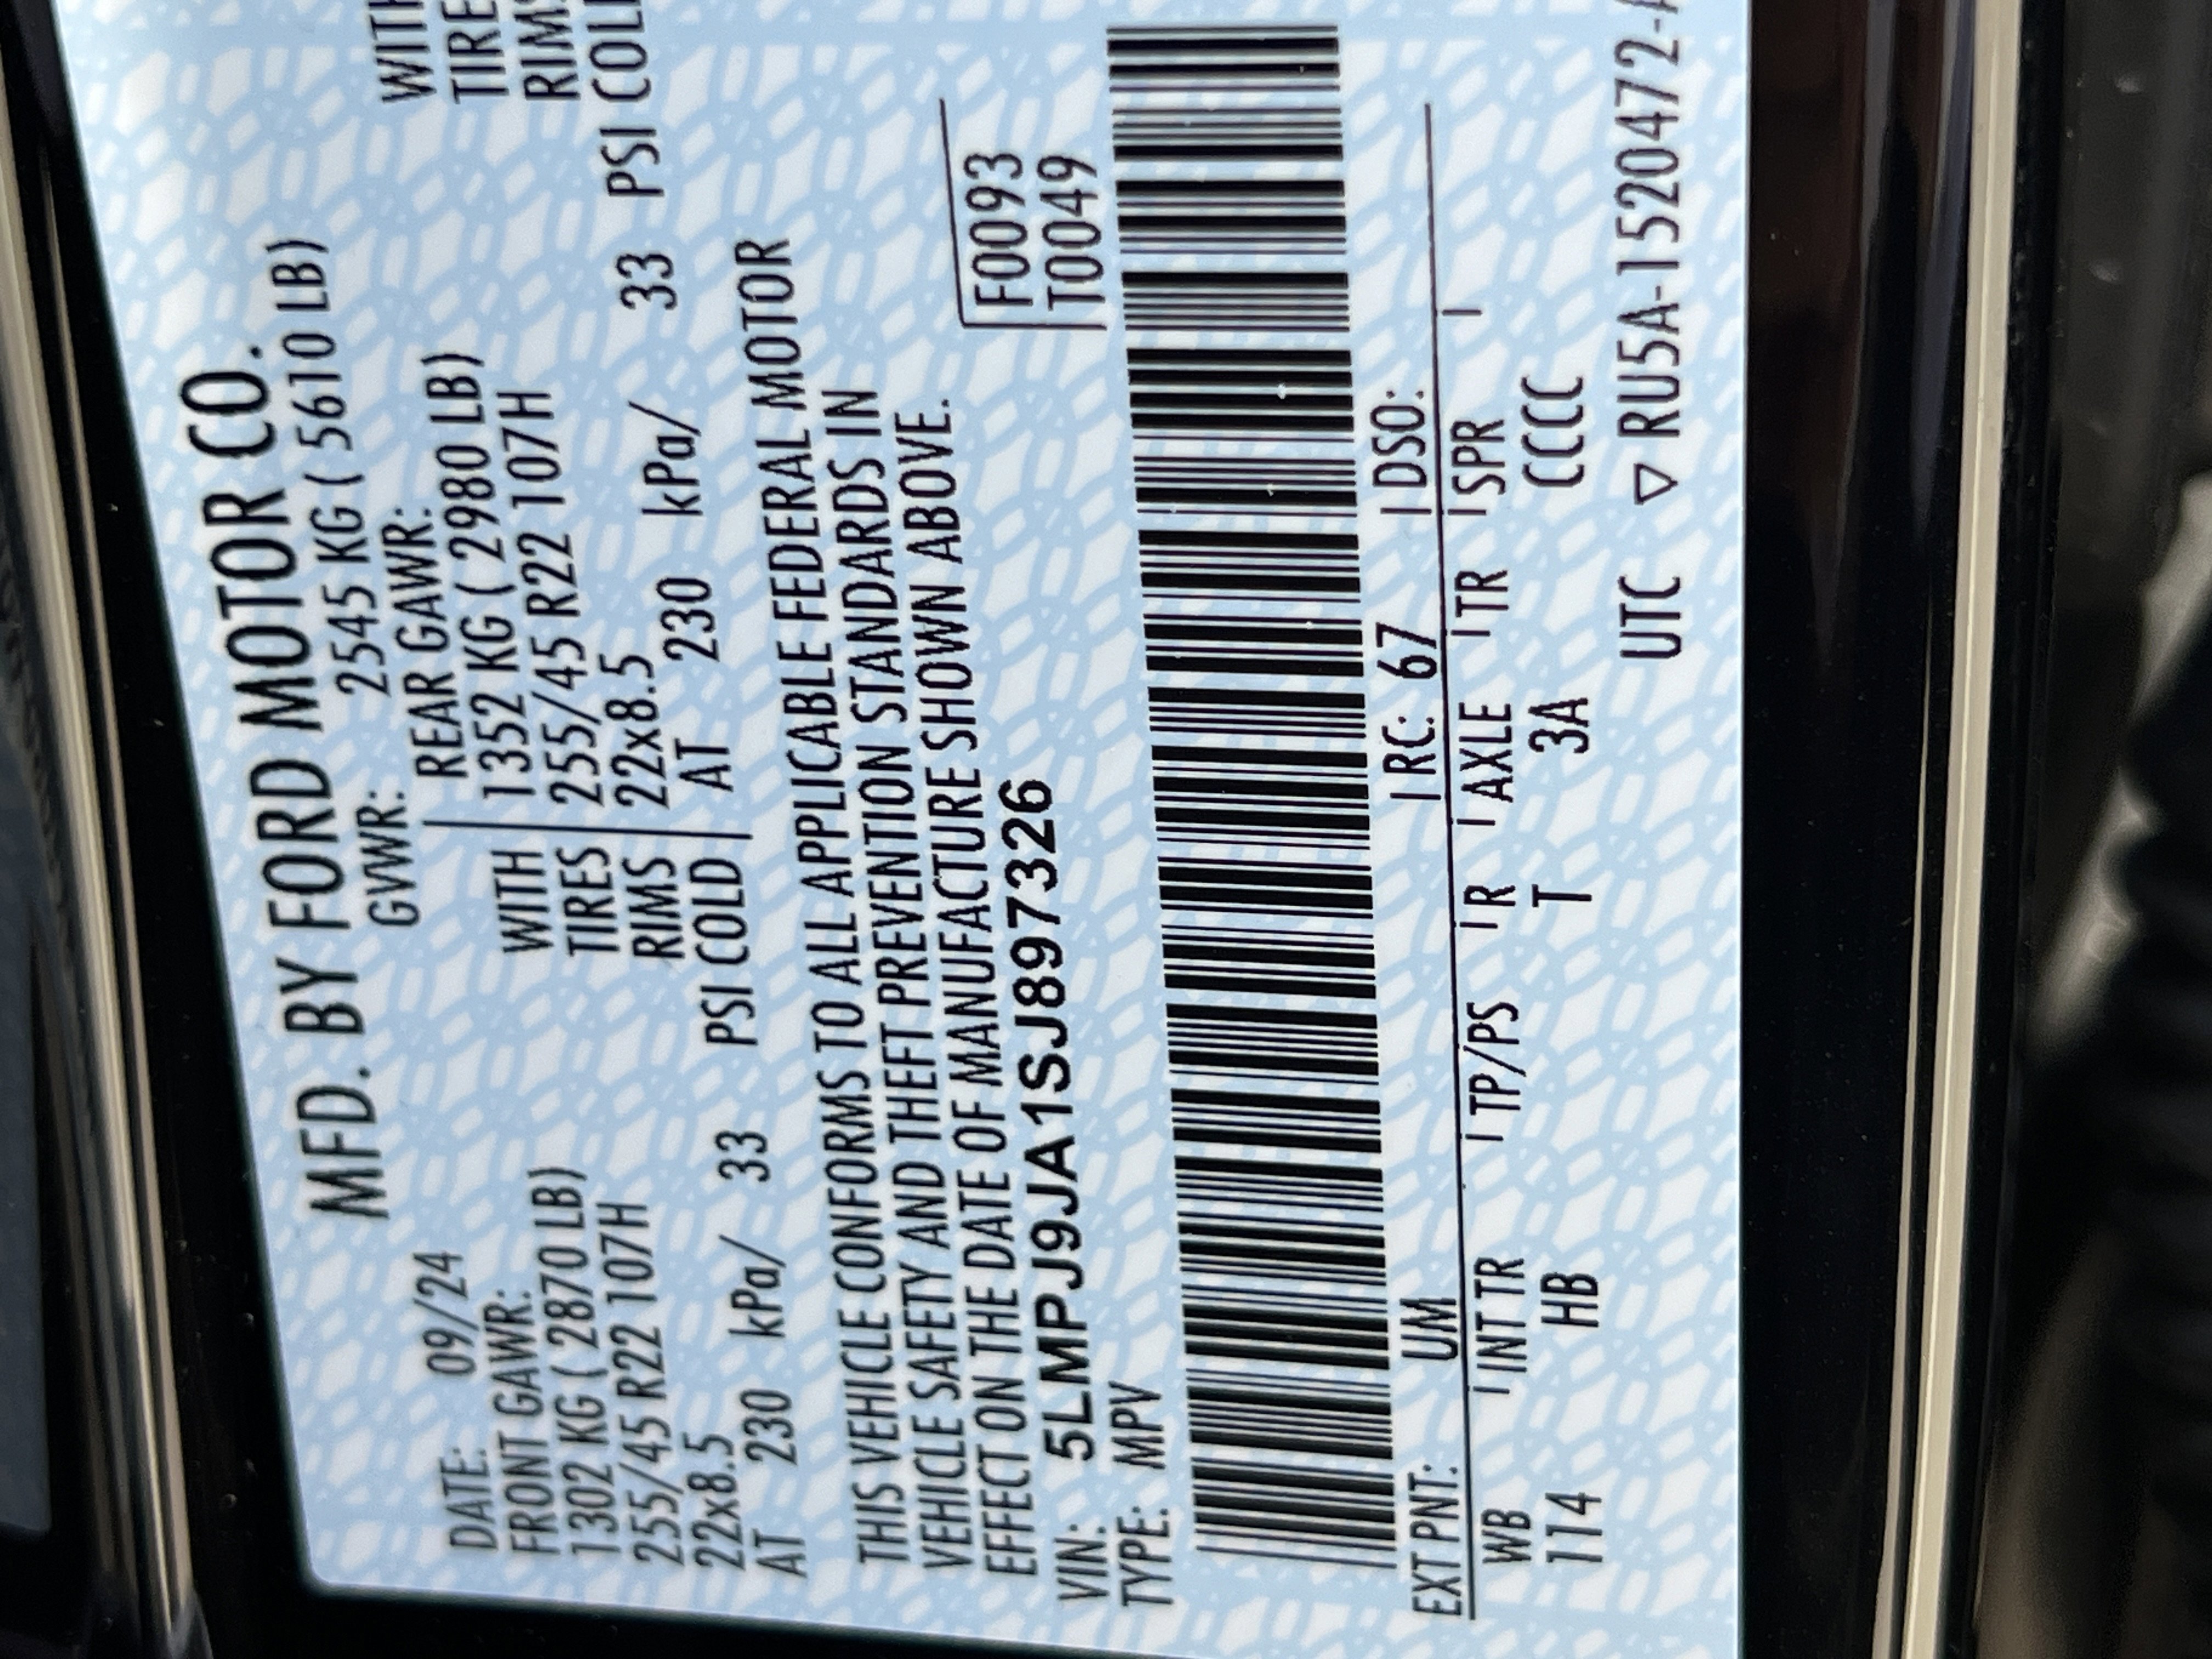 MFD. BY FORD MOTOR CO.
DATE: 09/24 GVWR: 2545 KG ( 5610 LB)
FRONT GAWR: REAR GAWR:
1302 KG ( 2870 LB) WITH 1352 KG ( 2980 LB) WITH
255/45 R22 107H TIRES 255/45 R22 107H TIRE
22x8.5 RIMS 22x8.5 RIMS
AT 230 kPa/ 33 PSI COLD AT 230 kPa/ 33 PSI COL
THIS VEHICLE CONFORMS TO ALL APPLICABLE FEDERAL MOTOR
VEHICLE SAFETY AND THEFT PREVENTION STANDARDS IN
EFFECT ON THE DATE OF MANUFACTURE SHOWN ABOVE.
VIN: 5LMPJ9JA1SJ897326 F0093
TYPE: MPV T0049
EXT PNT: UM RC: 67 DSO:
WB INT TR TP/PS R AXLE TR SPR
114 HB T 3A CCCC
UTC ▽ RU5A-1520472-